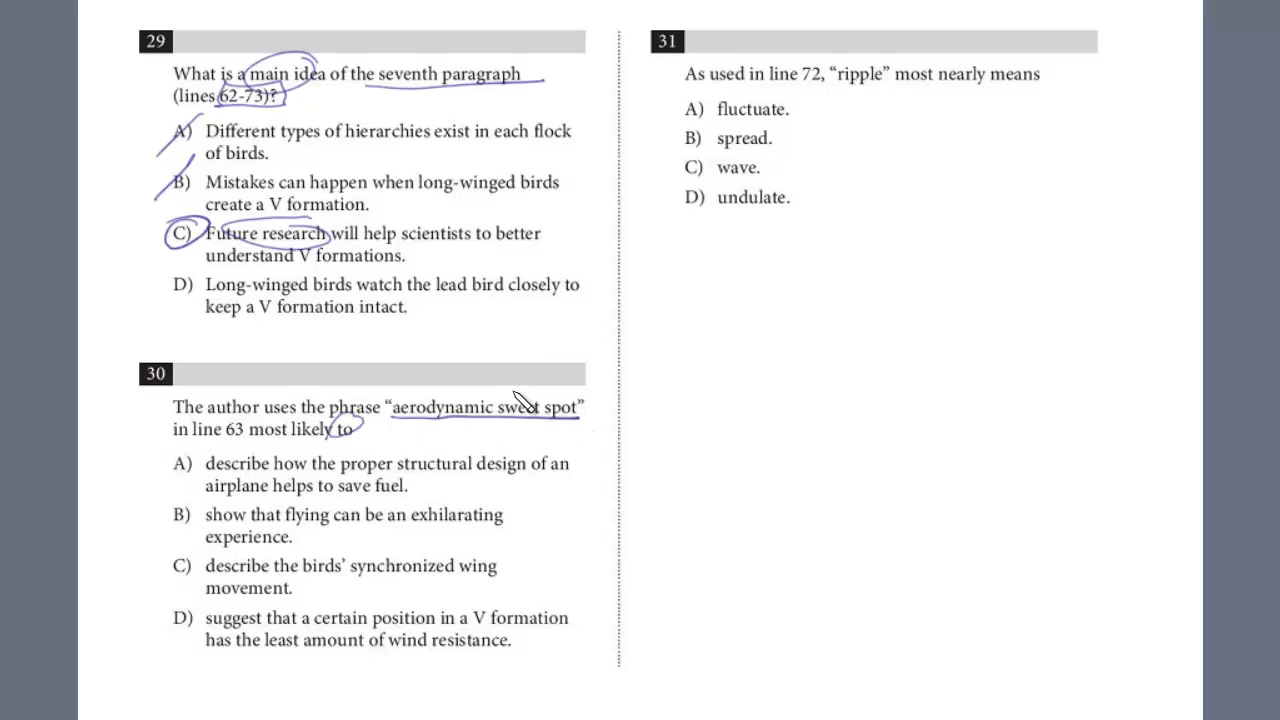 29
What is a main idea of the seventh paragraph
(lines 62-73)?
A) Different types of hierarchies exist in each flock
of birds.
B) Mistakes can happen when long-winged birds
create a V formation.
C) Future research will help scientists to better
understand V formations.
D) Long-winged birds watch the lead bird closely to
keep a V formation intact.
30
The author uses the phrase “aerodynamic sweet spot”
in line 63 most likely to
A) describe how the proper structural design of an
airplane helps to save fuel.
B) show that flying can be an exhilarating
experience.
C) describe the birds’ synchronized wing
movement.
D) suggest that a certain position in a V formation
has the least amount of wind resistance.
31
As used in line 72, “ripple” most nearly means
A) fluctuate.
B) spread.
C) wave.
D) undulate.